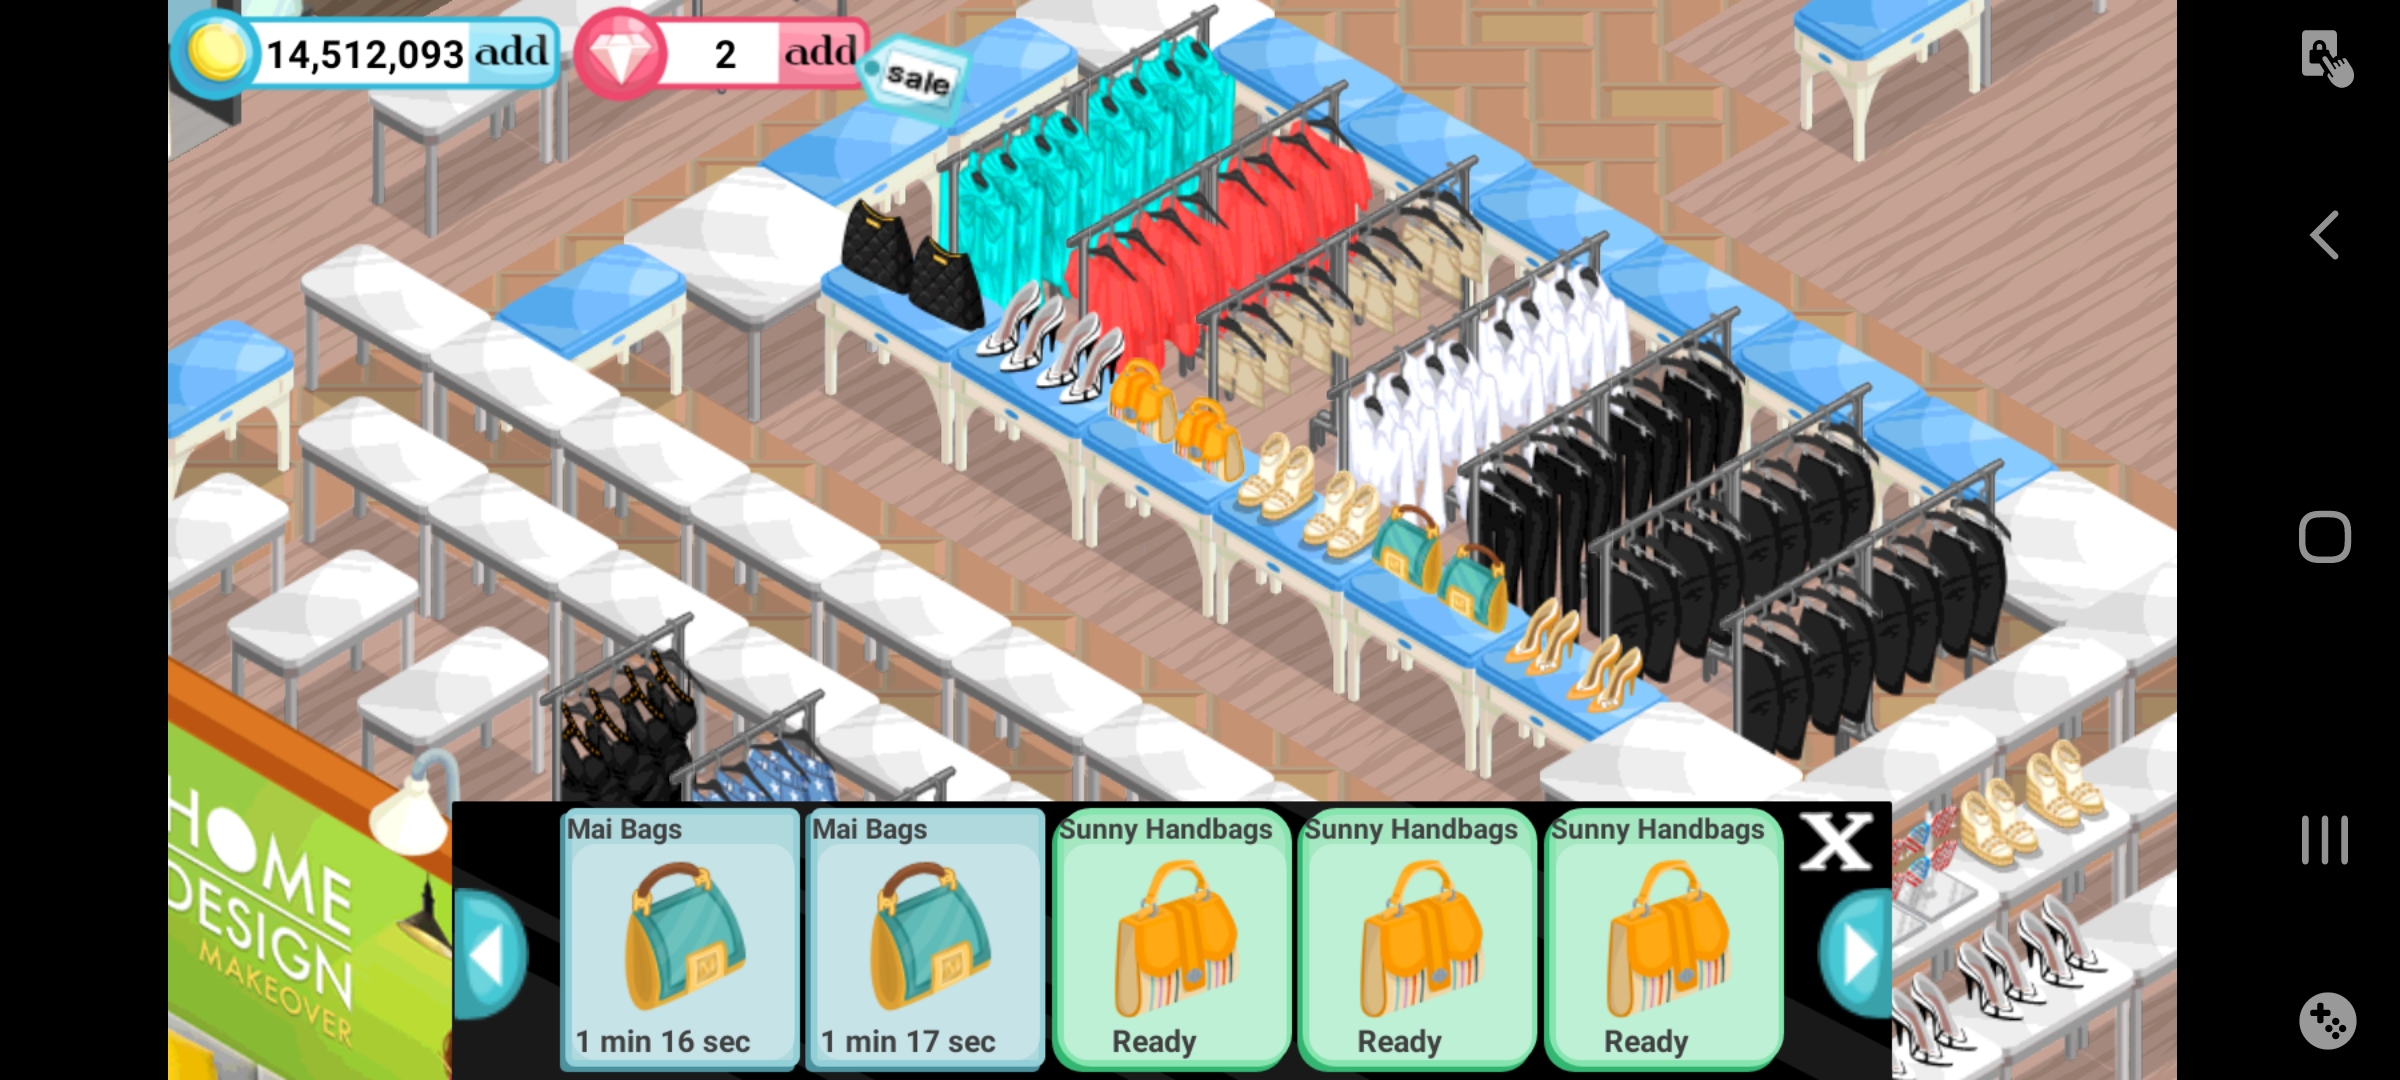 14,512,093 add
2 add
sale
HOME
DESIGN
MAKEOVER
Mai Bags
1 min 16 sec
Mai Bags
1 min 17 sec
Sunny Handbags
Ready
Sunny Handbags
Ready
Sunny Handbags
Ready
X